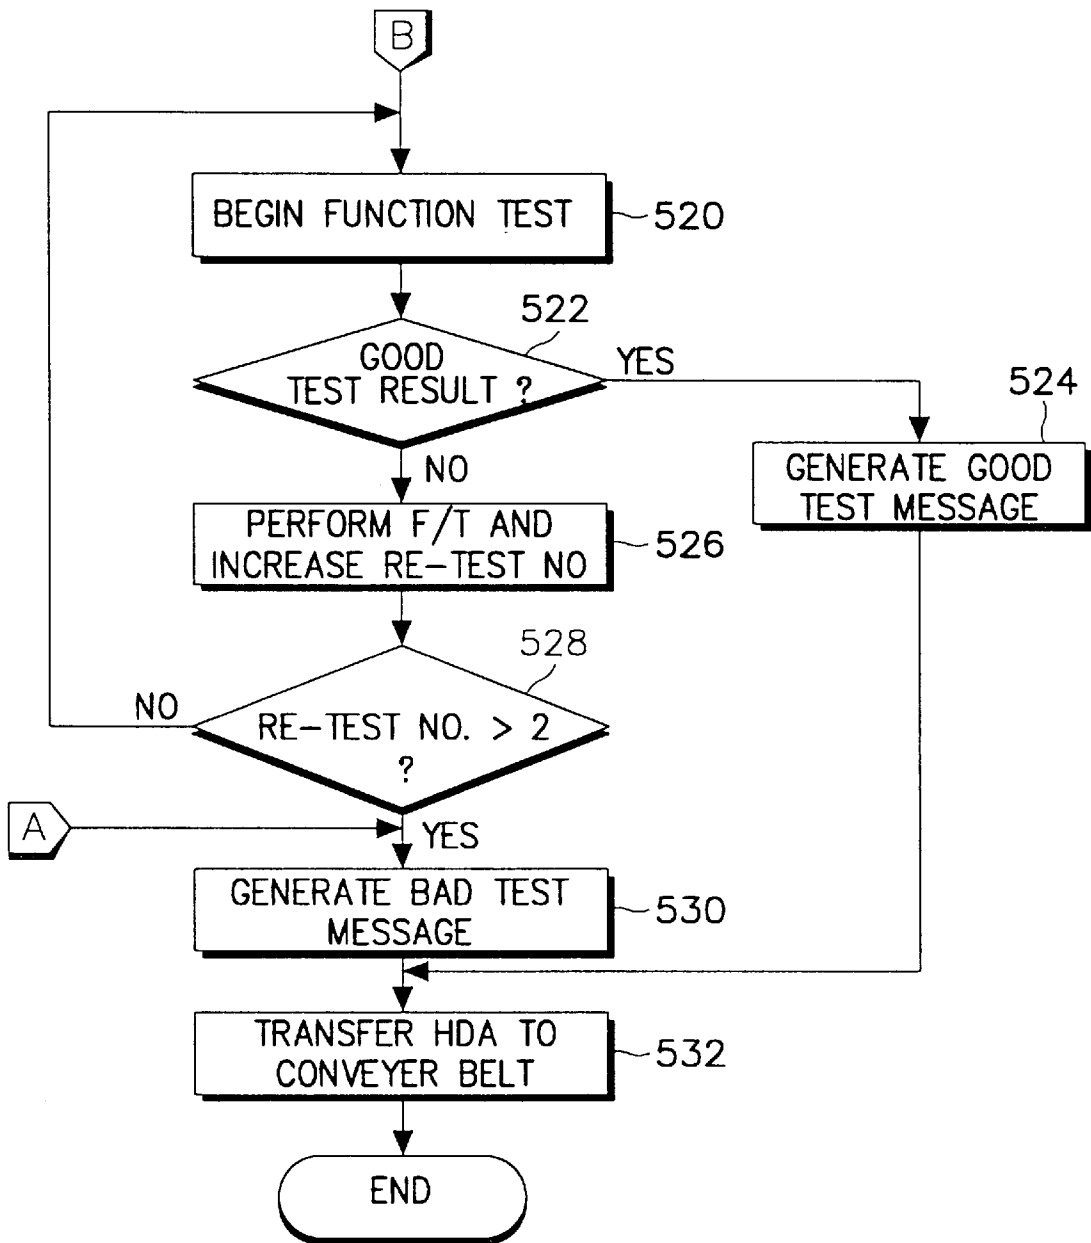 B
BEGIN FUNCTION TEST
520
522
GOOD
TEST RESULT ?
YES
524
GENERATE GOOD
TEST MESSAGE
NO
PERFORM F/T AND
INCREASE RE-TEST NO
526
528
NO
RE-TEST NO. > 2
?
A
YES
GENERATE BAD TEST
MESSAGE
530
TRANSFER HDA TO
CONVEYER BELT
532
END